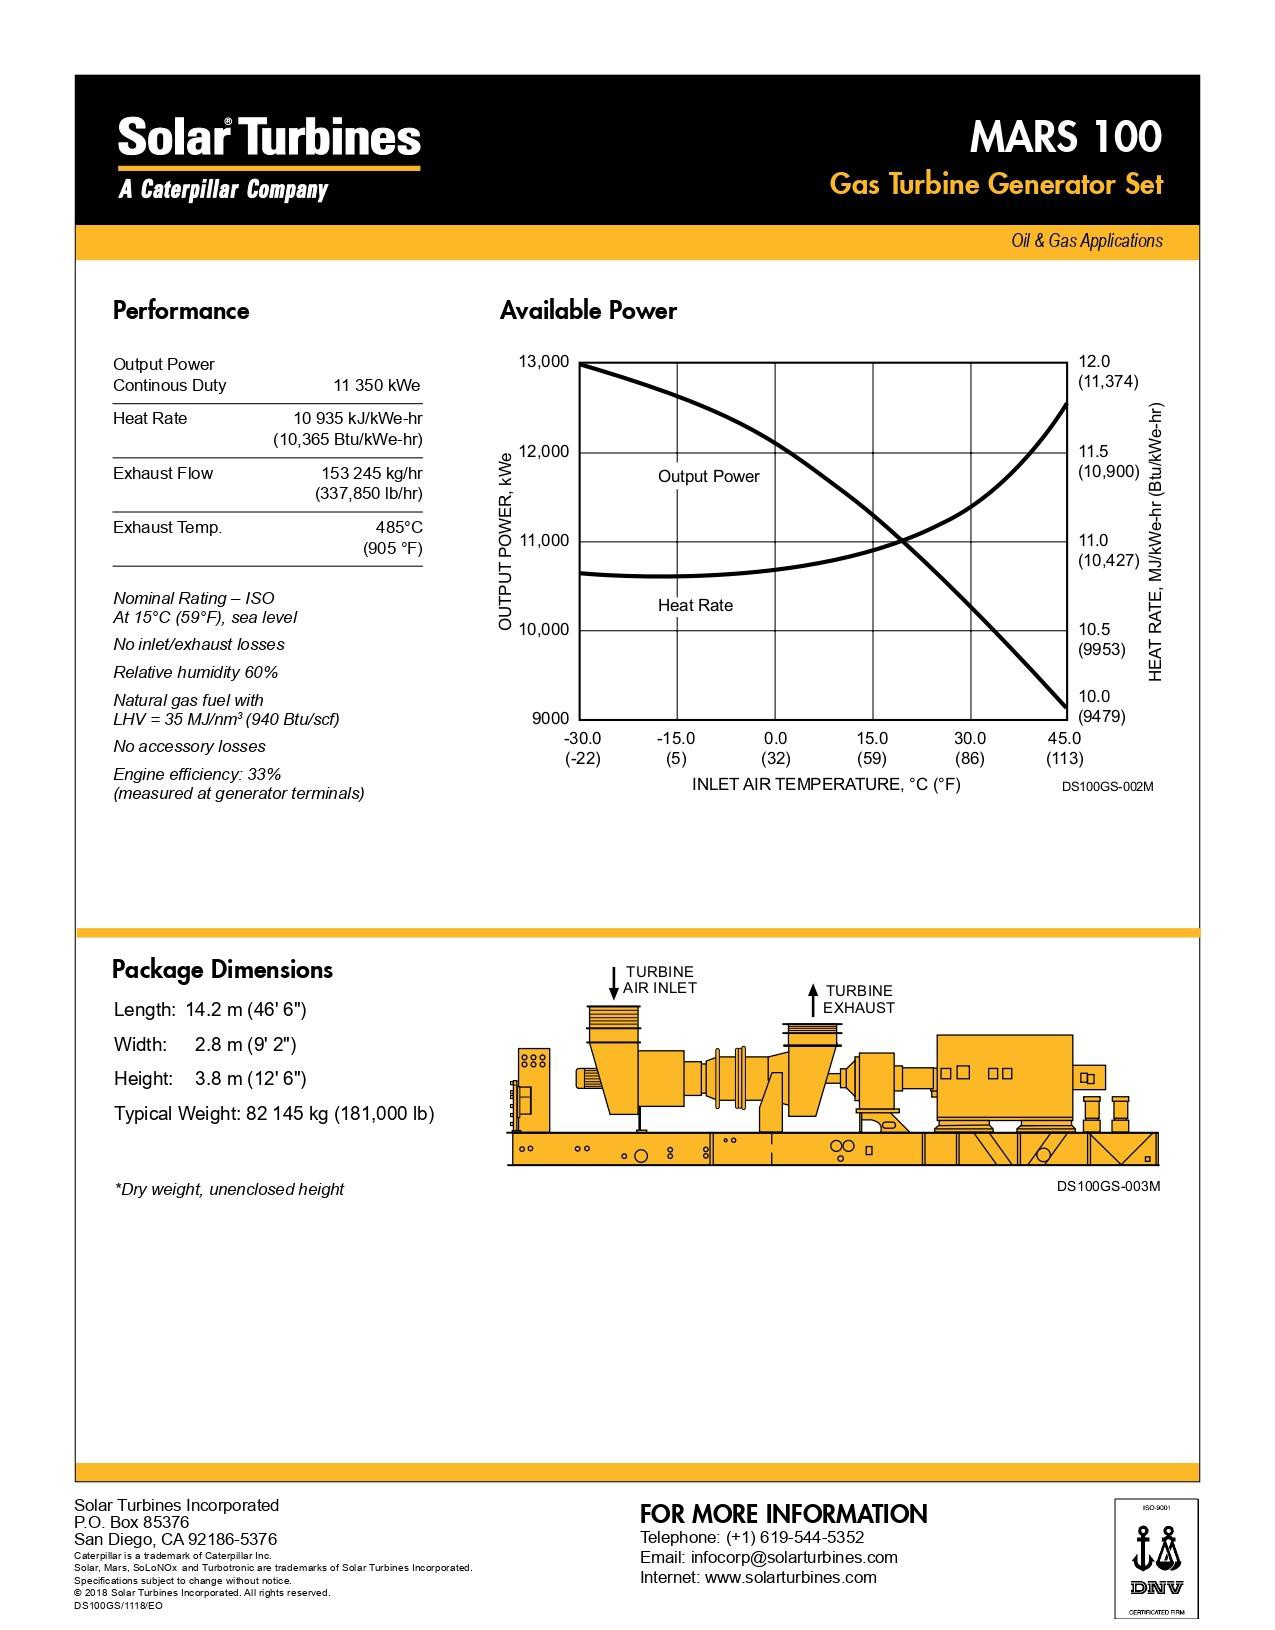 Solar® Turbines
A Caterpillar Company
MARS 100
Gas Turbine Generator Set
Oil & Gas Applications
Performance
Output Power
Continous Duty 11 350 kWe
Heat Rate 10 935 kJ/kWe-hr
(10,365 Btu/kWe-hr)
Exhaust Flow 153 245 kg/hr
(337,850 lb/hr)
Exhaust Temp. 485°C
(905 °F)
Nominal Rating – ISO
At 15°C (59°F), sea level
No inlet/exhaust losses
Relative humidity 60%
Natural gas fuel with
LHV = 35 MJ/nm³ (940 Btu/scf)
No accessory losses
Engine efficiency: 33%
(measured at generator terminals)
Available Power
OUTPUT POWER, kWe
13,000
12,000
11,000
10,000
9000
Output Power
Heat Rate
12.0
(11,374)
11.5
(10,900)
11.0
(10,427)
10.5
(9953)
10.0
(9479)
HEAT RATE, MJ/kWe-hr (Btu/kWe-hr)
-30.0 -15.0 0.0 15.0 30.0 45.0
(-22) (5) (32) (59) (86) (113)
INLET AIR TEMPERATURE, °C (°F)
DS100GS-002M
Package Dimensions
Length: 14.2 m (46' 6")
Width: 2.8 m (9' 2")
Height: 3.8 m (12' 6")
Typical Weight: 82 145 kg (181,000 lb)
*Dry weight, unenclosed height
TURBINE
AIR INLET
TURBINE
EXHAUST
DS100GS-003M
Solar Turbines Incorporated
P.O. Box 85376
San Diego, CA 92186-5376
Caterpillar is a trademark of Caterpillar Inc.
Solar, Mars, SoLoNOx and Turbotronic are trademarks of Solar Turbines Incorporated.
Specifications subject to change without notice.
© 2018 Solar Turbines Incorporated. All rights reserved.
DS100GS/1118/EO
FOR MORE INFORMATION
Telephone: (+1) 619-544-5352
Email: infocorp@solarturbines.com
Internet: www.solarturbines.com
ISO-9001
DNV
CERTIFICATED FIRM